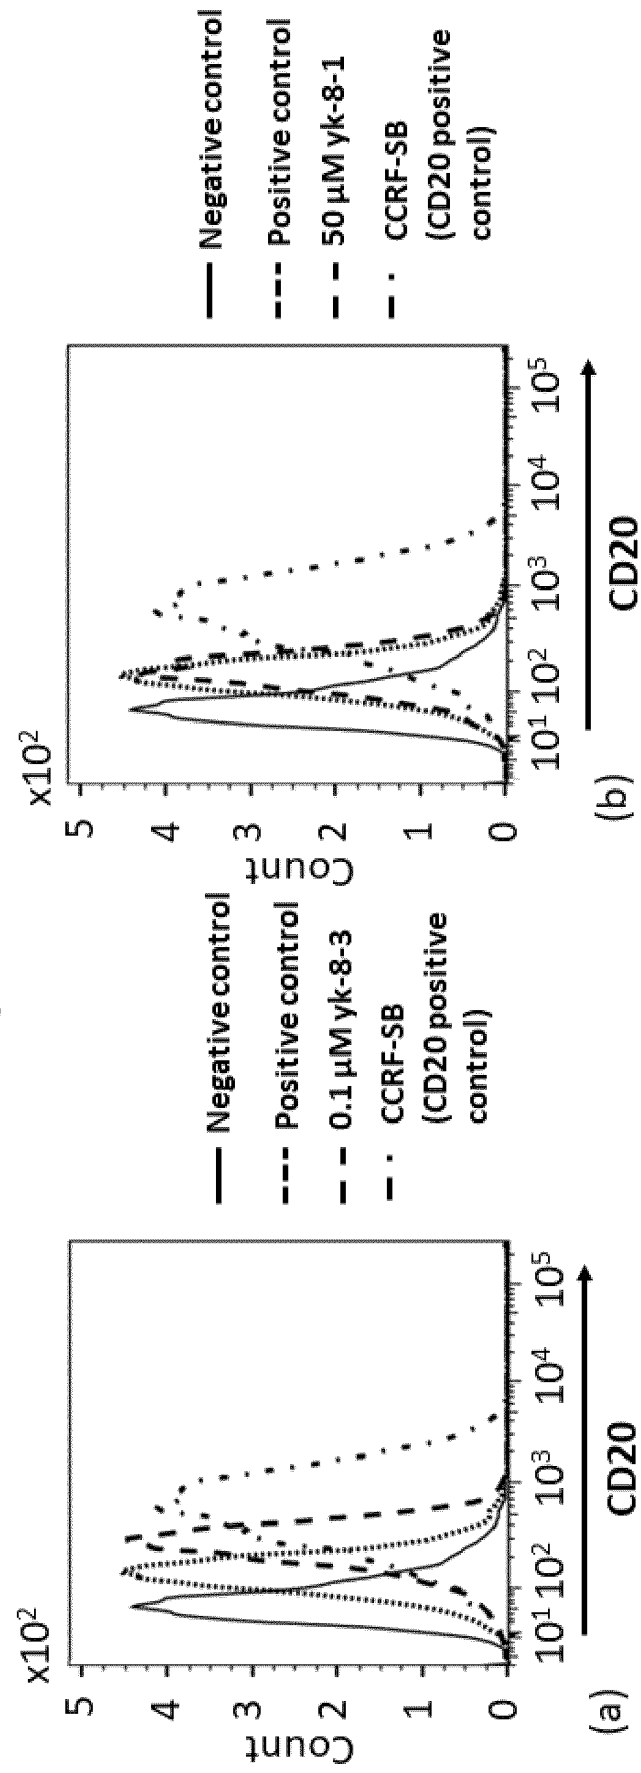 x10²
5
4
3
2
1
0
Count
10¹ 10² 10³ 10⁴ 10⁵
CD20
(a)
Negative control
Positive control
0.1 µM yk-8-3
CCRF-SB
(CD20 positive
control)
x10²
5
4
3
2
1
0
Count
10¹ 10² 10³ 10⁴ 10⁵
CD20
(b)
Negative control
Positive control
50 µM yk-8-1
CCRF-SB
(CD20 positive
control)